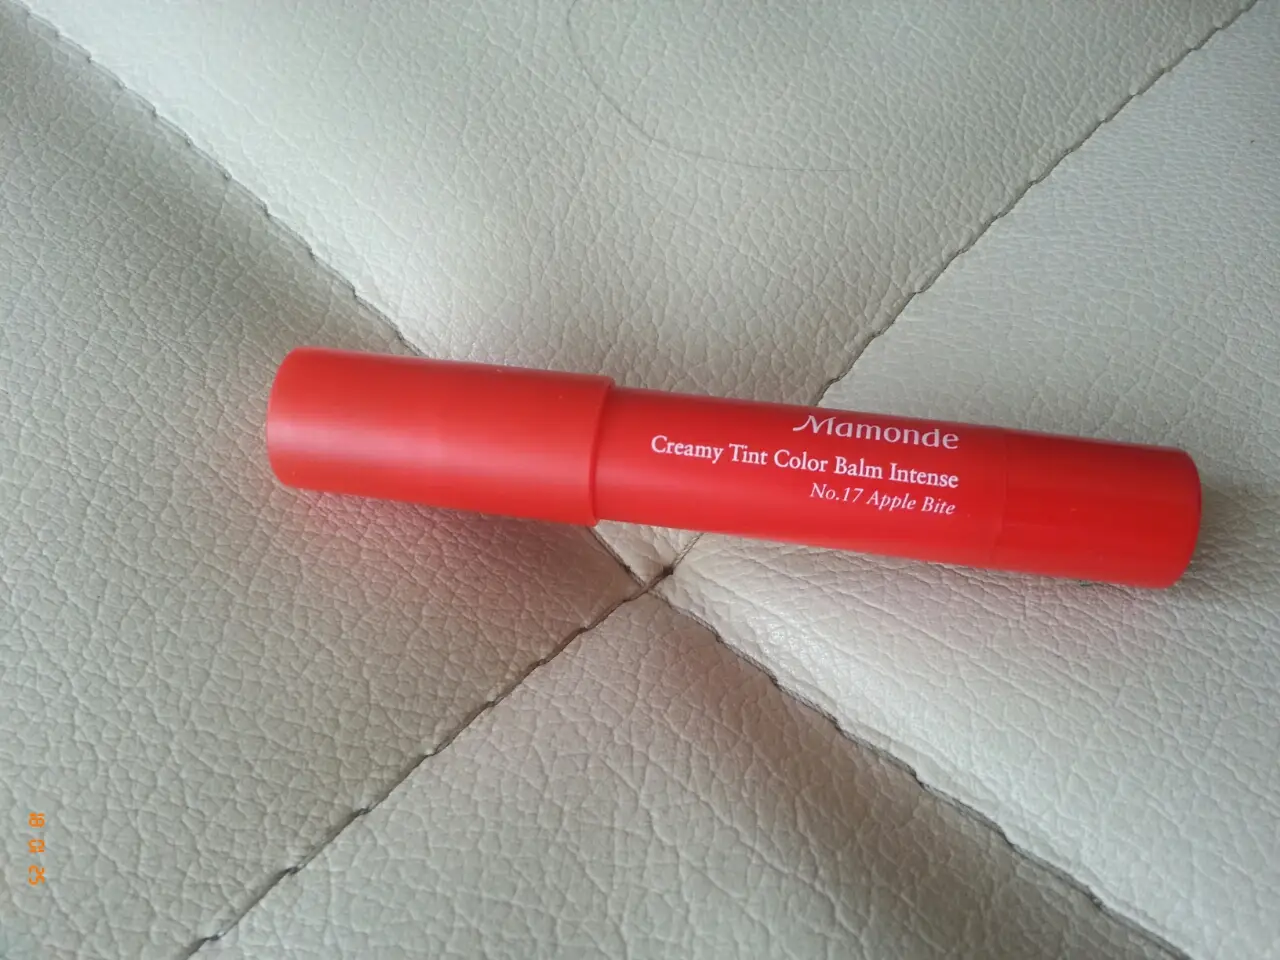 Mamonde
Creamy Tint Color Balm Intense
No.17 Apple Bite